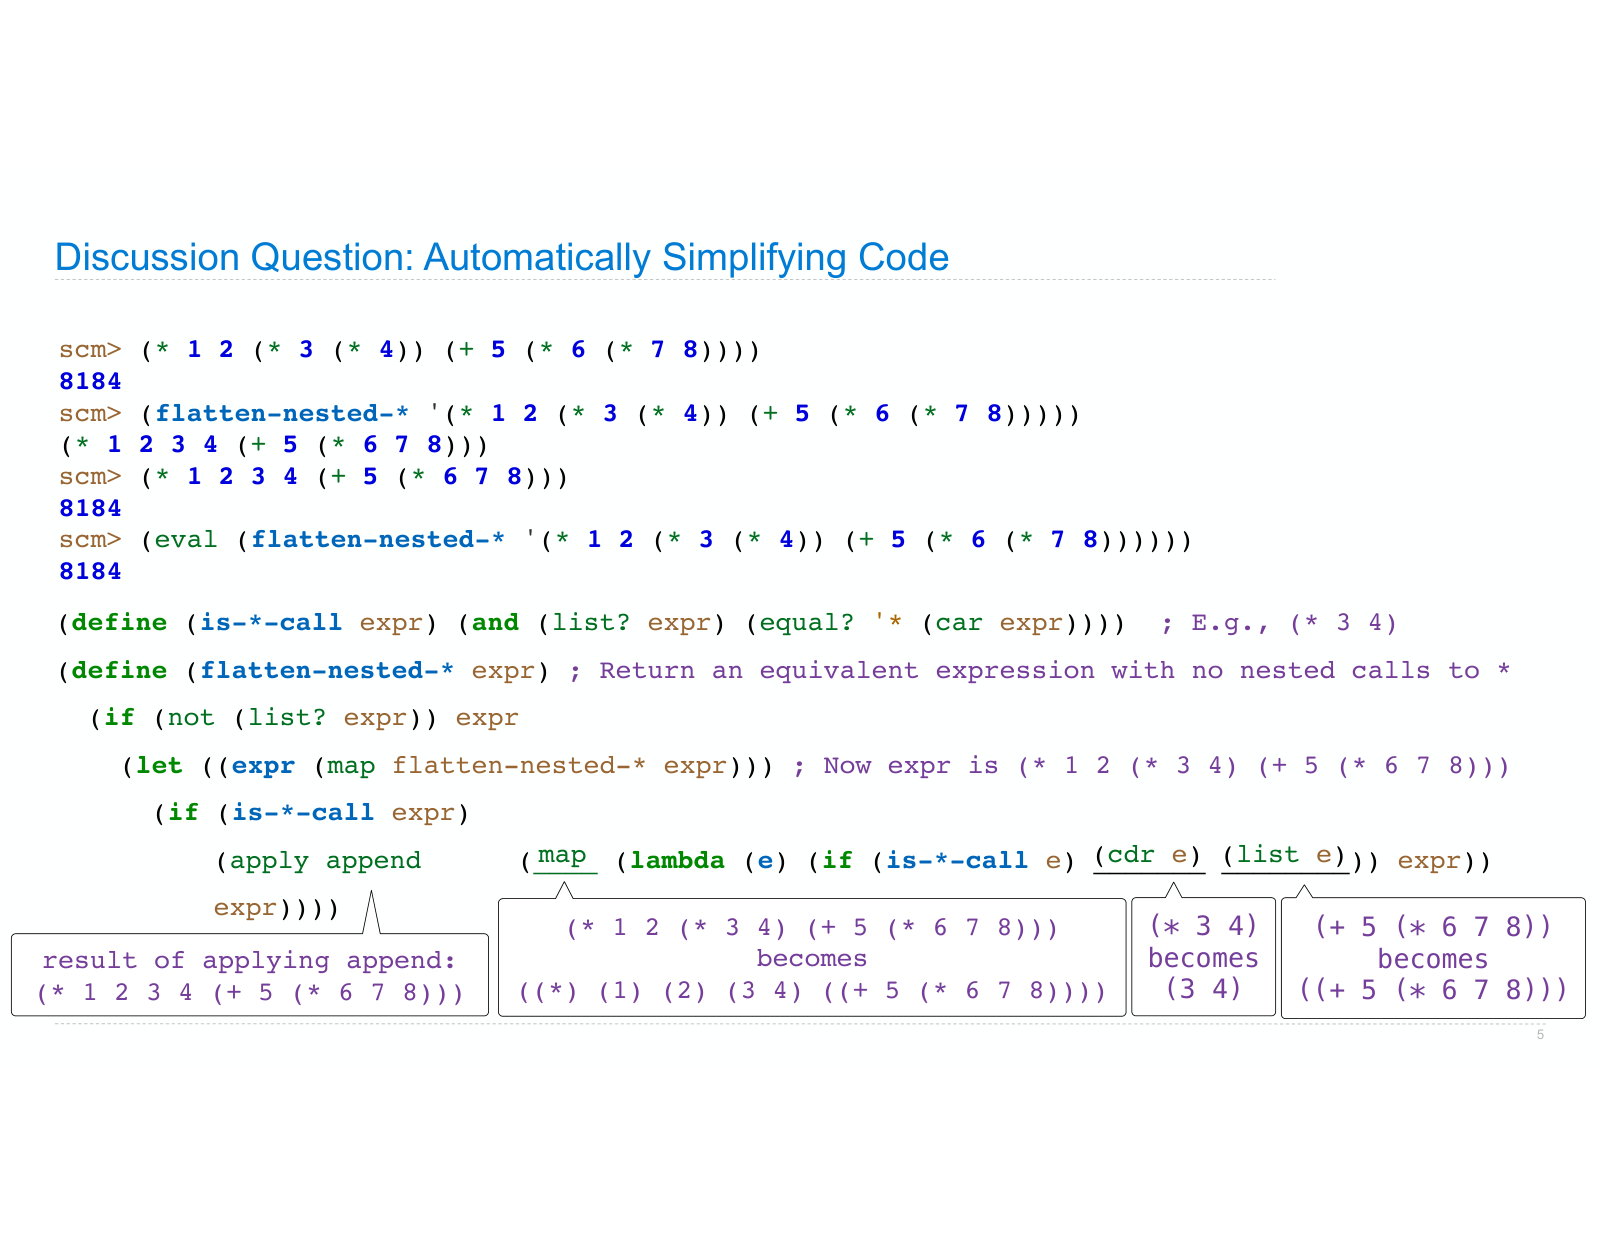 Discussion Question: Automatically Simplifying Code
scm> (* 1 2 (* 3 (* 4)) (+ 5 (* 6 (* 7 8))))
8184
scm> (flatten-nested-* '(* 1 2 (* 3 (* 4)) (+ 5 (* 6 (* 7 8)))))
(* 1 2 3 4 (+ 5 (* 6 7 8)))
scm> (* 1 2 3 4 (+ 5 (* 6 7 8)))
8184
scm> (eval (flatten-nested-* '(* 1 2 (* 3 (* 4)) (+ 5 (* 6 (* 7 8))))))
8184
(define (is-*-call expr) (and (list? expr) (equal? '* (car expr))))  ; E.g., (* 3 4)
(define (flatten-nested-* expr) ; Return an equivalent expression with no nested calls to *
(if (not (list? expr)) expr
(let ((expr (map flatten-nested-* expr))) ; Now expr is (* 1 2 (* 3 4) (+ 5 (* 6 7 8)))
(if (is-*-call expr)
(apply append (map (lambda (e) (if (is-*-call e) (cdr e) (list e))) expr))
expr))))
result of applying append:
(* 1 2 3 4 (+ 5 (* 6 7 8)))
(* 1 2 (* 3 4) (+ 5 (* 6 7 8)))
becomes
((*) (1) (2) (3 4) ((+ 5 (* 6 7 8))))
(* 3 4)
becomes
(3 4)
(+ 5 (* 6 7 8))
becomes
((+ 5 (* 6 7 8)))
5